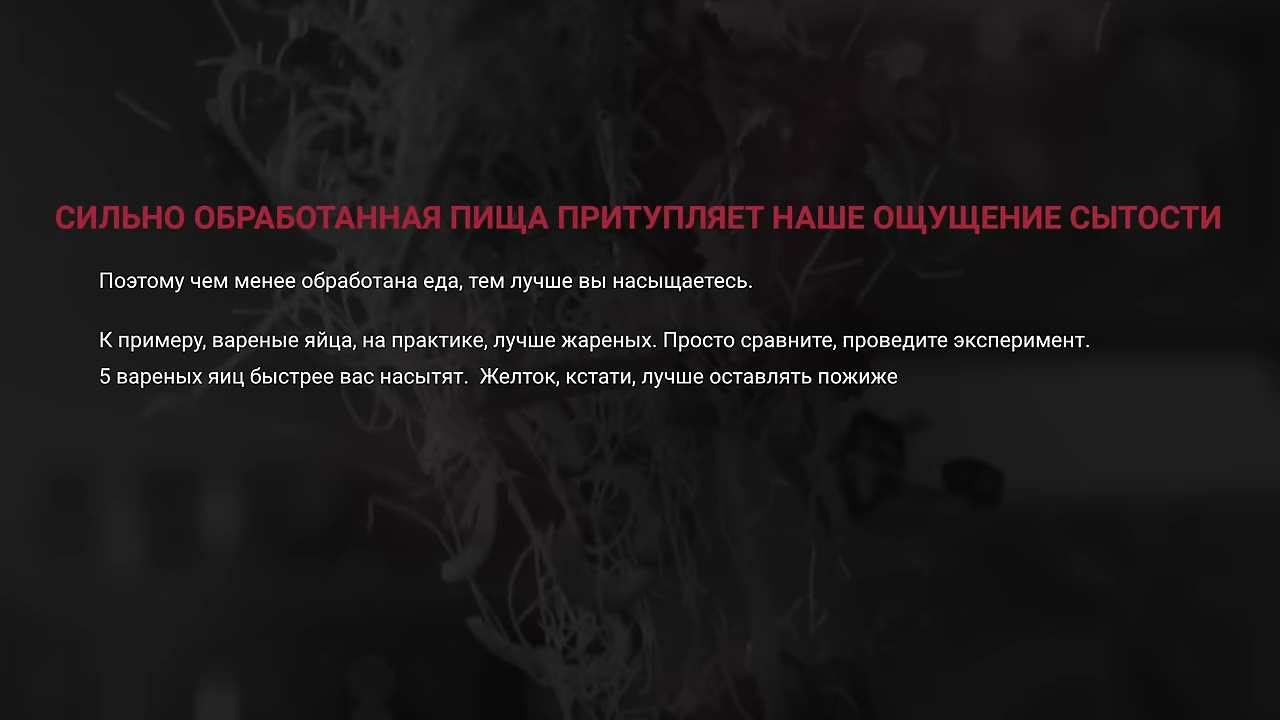 СИЛЬНО ОБРАБОТАННАЯ ПИЩА ПРИТУПЛЯЕТ НАШЕ ОЩУЩЕНИЕ СЫТОСТИ
Поэтому чем менее обработана еда, тем лучше вы насыщаетесь.
К примеру, вареные яйца, на практике, лучше жареных. Просто сравните, проведите эксперимент.
5 вареных яиц быстрее вас насытят.  Желток, кстати, лучше оставлять пожиже